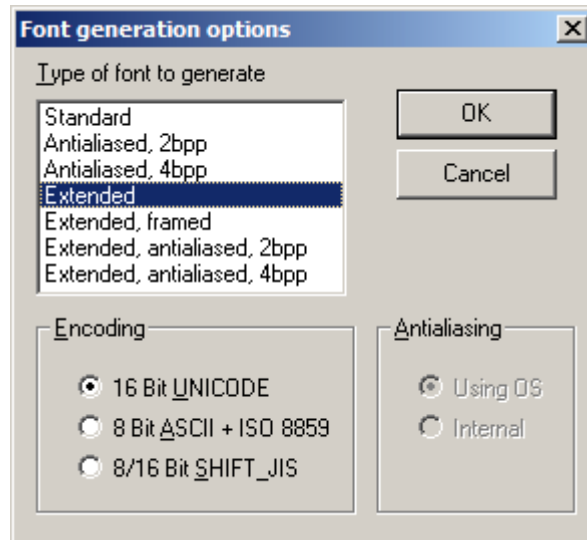 Font generation options
Type of font to generate
Standard
Antialiased, 2bpp
Antialiased, 4bpp
Extended
Extended, framed
Extended, antialiased, 2bpp
Extended, antialiased, 4bpp
OK
Cancel
Encoding
16 Bit UNICODE
8 Bit ASCII + ISO 8859
8/16 Bit SHIFT_JIS
Antialiasing
Using OS
Internal